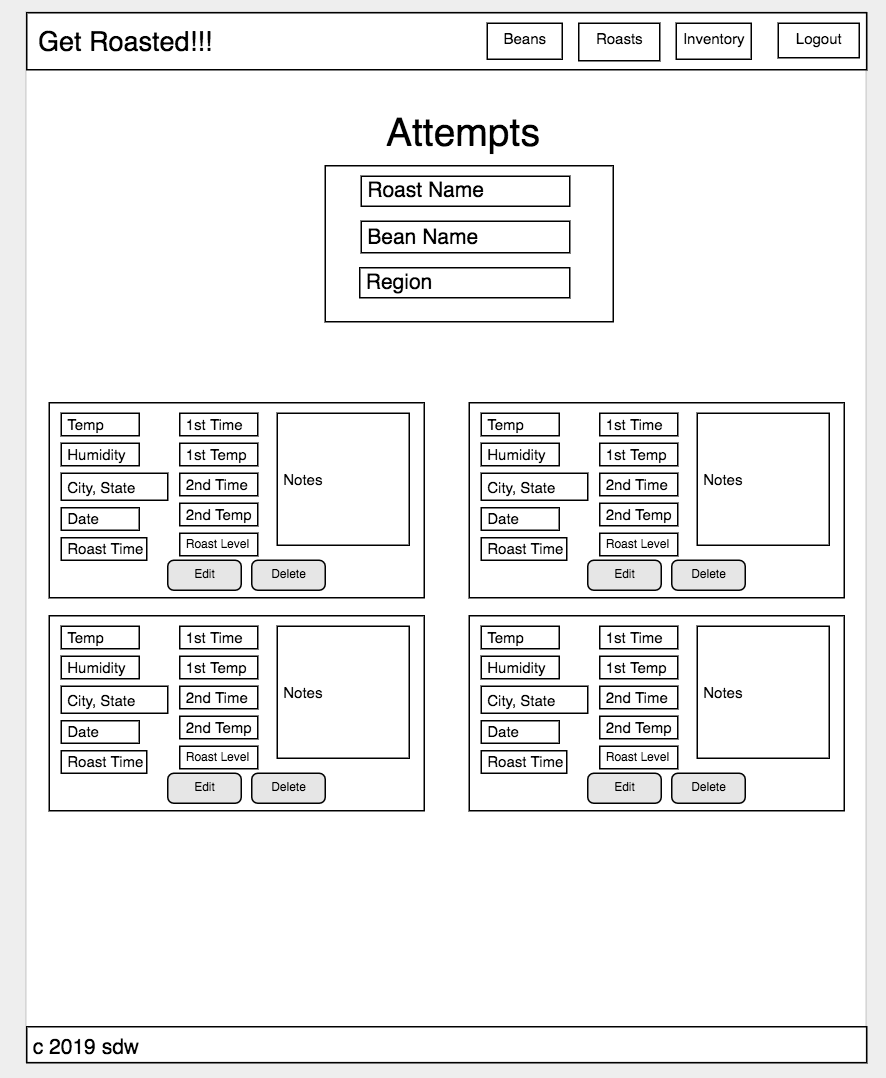 Get Roasted!!!
Beans
Roasts
Inventory
Logout
Attempts
Roast Name
Bean Name
Region
Temp
Humidity
City, State
Date
Roast Time
1st Time
1st Temp
2nd Time
2nd Temp
Roast Level
Notes
Edit
Delete
Temp
Humidity
City, State
Date
Roast Time
1st Time
1st Temp
2nd Time
2nd Temp
Roast Level
Notes
Edit
Delete
Temp
Humidity
City, State
Date
Roast Time
1st Time
1st Temp
2nd Time
2nd Temp
Roast Level
Notes
Edit
Delete
Temp
Humidity
City, State
Date
Roast Time
1st Time
1st Temp
2nd Time
2nd Temp
Roast Level
Notes
Edit
Delete
c 2019 sdw